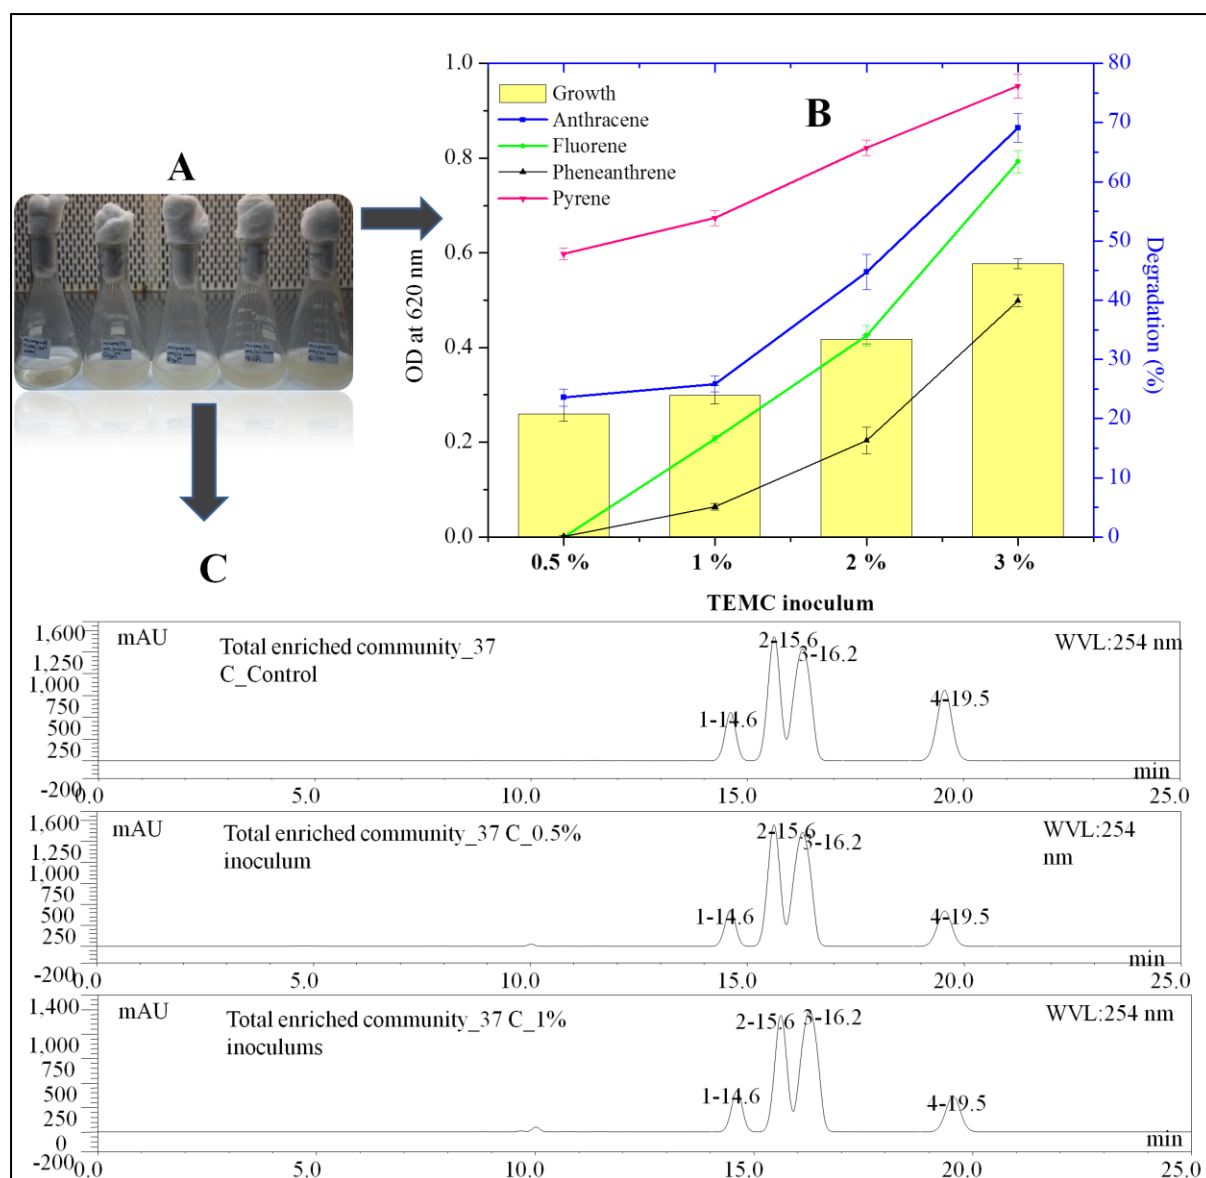 A
B
1.0
0.8
0.6
0.4
0.2
0.0
OD at 620 nm
Growth
Anthracene
Fluorene
Pheneanthrene
Pyrene
80
70
60
50
40
30
20
10
0
Degradation (%)
0.5 %
1 %
2 %
3 %
TEMC inoculum
C
1,600
1,250
1,000
750
500
250
-200
mAU
Total enriched community_37
C_Control
1-14.6
2-15.6
3-16.2
4-19.5
WVL:254 nm
min
0.0
5.0
10.0
15.0
20.0
25.0
1,600
1,250
1,000
750
500
250
-200
mAU
Total enriched community_37 C_0.5%
inoculum
1-14.6
2-15.6
3-16.2
4-19.5
WVL:254
nm
min
0.0
5.0
10.0
15.0
20.0
25.0
1,400
1,000
750
500
250
0
-200
mAU
Total enriched community_37 C_1%
inoculums
1-14.6
2-15.6
3-16.2
4-19.5
WVL:254 nm
min
0.0
5.0
10.0
15.0
20.0
25.0